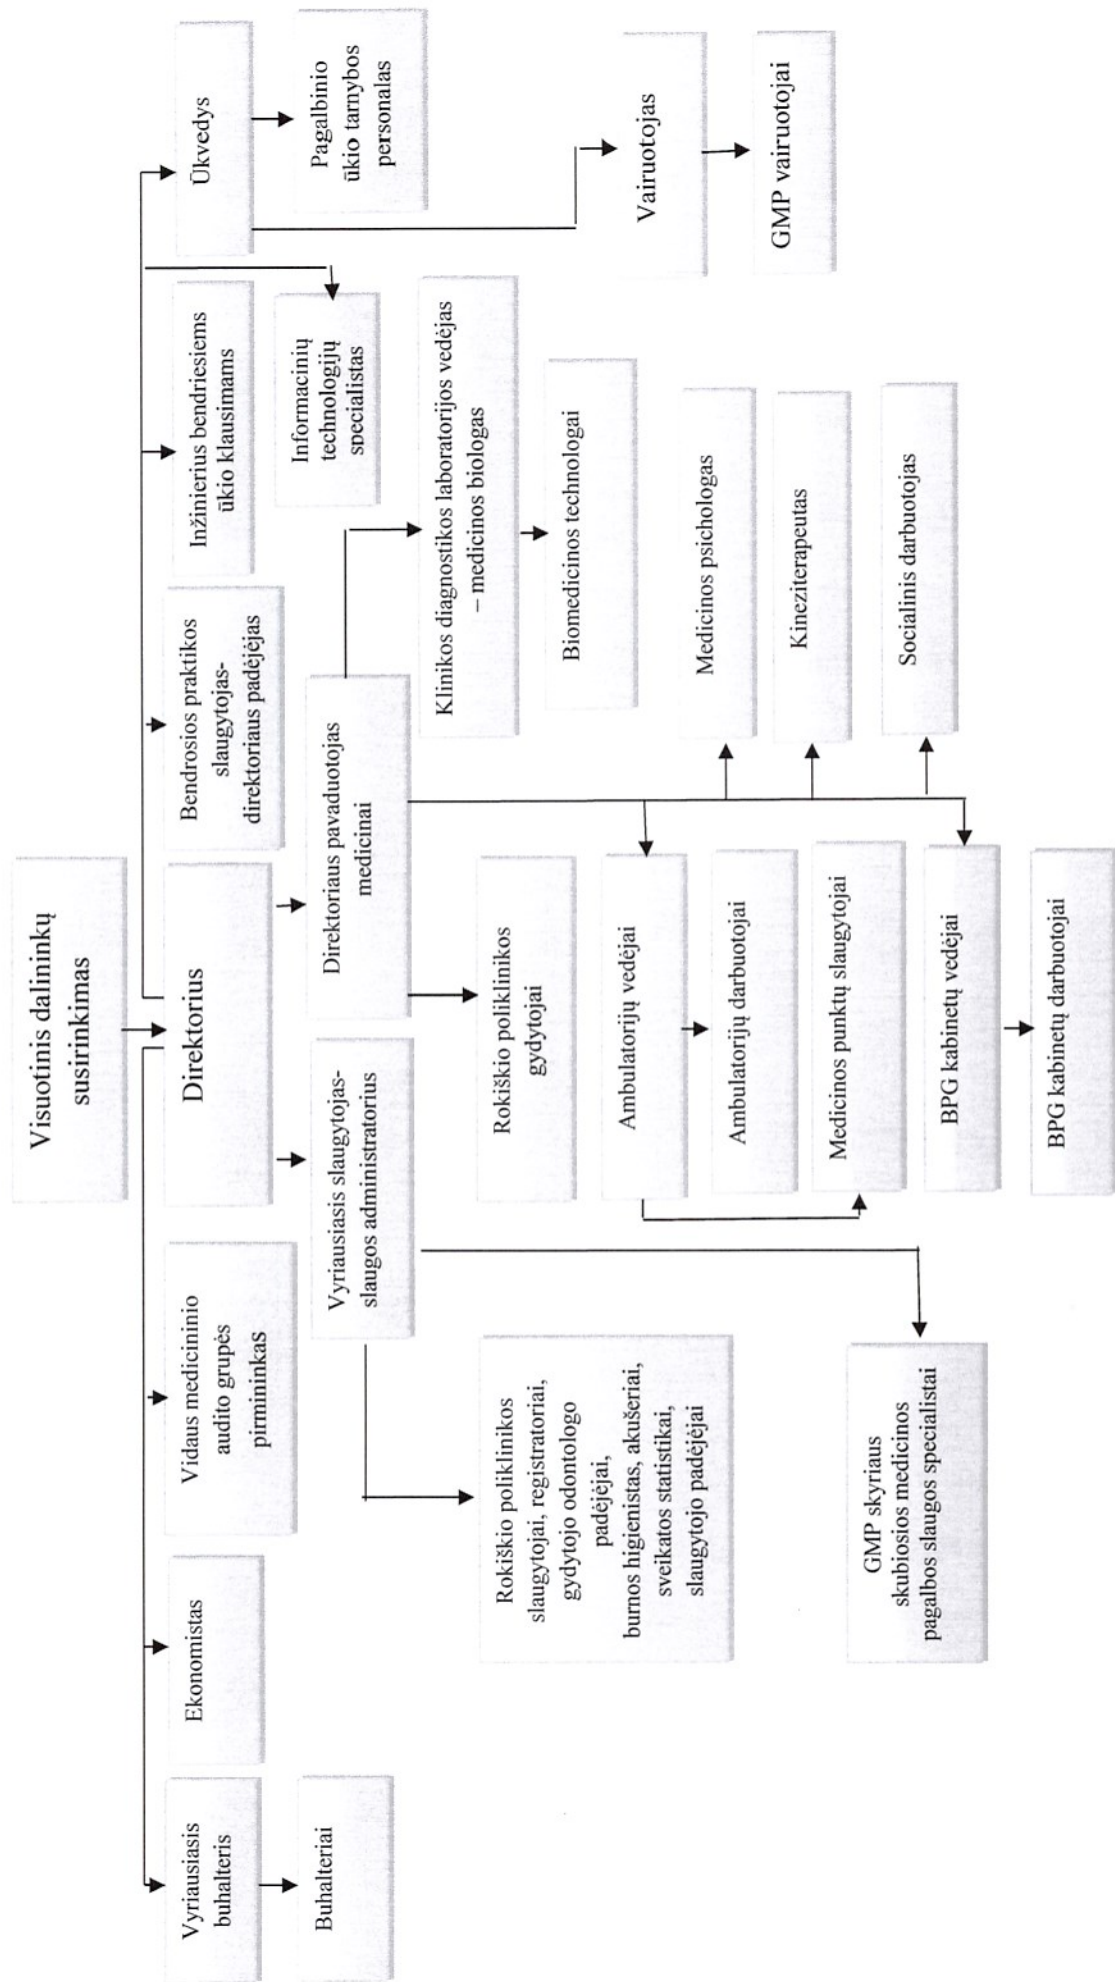 Visuotinis dalininkų
susirinkimas
Direktorius
Vyriausiasis
buhalteris
Buhalteriai
Ekonomistas
Vidaus medicininio
audito grupės
pirmininkas
Bendrosios praktikos
slaugytojas-
direktoriaus padėjėjas
Inžinierius bendriesiems
ūkio klausimams
Informacinių
technologijų
specialistas
Ūkvedys
Pagalbinio
ūkio tarnybos
personalas
Vairuotojas
GMP vairuotojai
Vyriausiasis slaugytojas-
slaugos administratorius
Direktoriaus pavaduotojas
medicinai
Klinikos diagnostikos laboratorijos vedėjas
– medicinos biologas
Biomedicinos technologai
Rokiškio poliklinikos
slaugytojai, registratoriai,
gydytojo odontologo
padėjėjai,
burnos higienistas, akušeriai,
sveikatos statistikai,
slaugytojo padėjėjai
GMP skyriaus
skubiosios medicinos
pagalbos slaugos specialistai
Rokiškio poliklinikos
gydytojai
Ambulatorijų vedėjai
Ambulatorijų darbuotojai
Medicinos punktų slaugytojai
BPG kabinetų vedėjai
BPG kabinetų darbuotojai
Medicinos psichologas
Kineziterapeutas
Socialinis darbuotojas